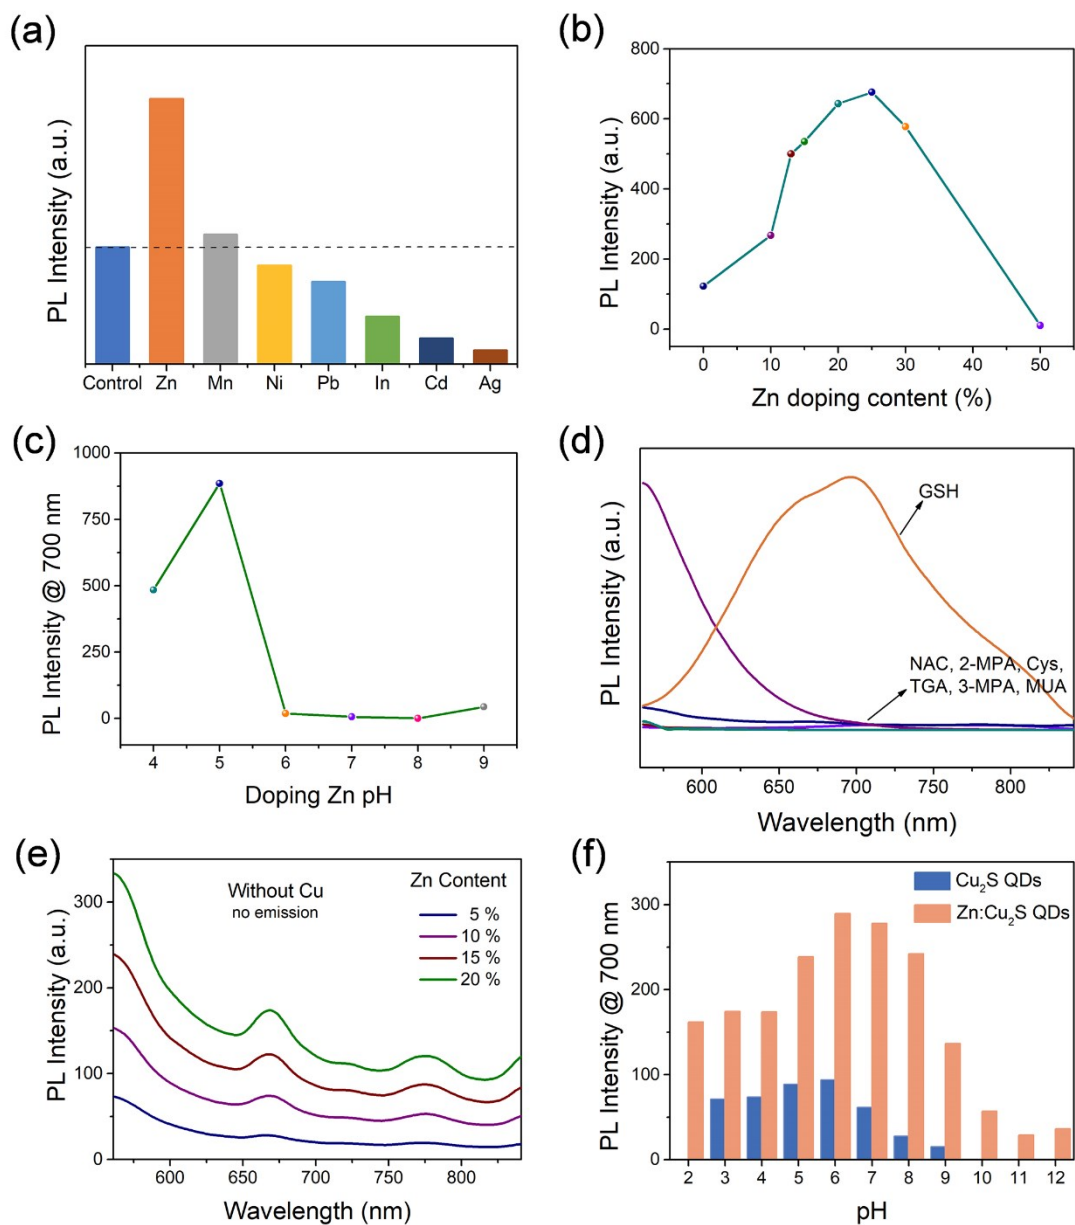 (a)
PL Intensity (a.u.)
Control Zn Mn Ni Pb In Cd Ag
(b)
PL Intensity (a.u.)
800
600
400
200
0
0 10 20 30 40 50
Zn doping content (%)
(c)
PL Intensity @ 700 nm
1000
750
500
250
0
4 5 6 7 8 9
Doping Zn pH
(d)
PL Intensity (a.u.)
GSH
NAC, 2-MPA, Cys,
TGA, 3-MPA, MUA
600 650 700 750 800
Wavelength (nm)
(e)
PL Intensity (a.u.)
300
200
100
0
Without Cu
no emission
Zn Content
5 %
10 %
15 %
20 %
600 650 700 750 800
Wavelength (nm)
(f)
PL Intensity @ 700 nm
300
200
100
0
Cu₂S QDs
Zn:Cu₂S QDs
2 3 4 5 6 7 8 9 10 11 12
pH